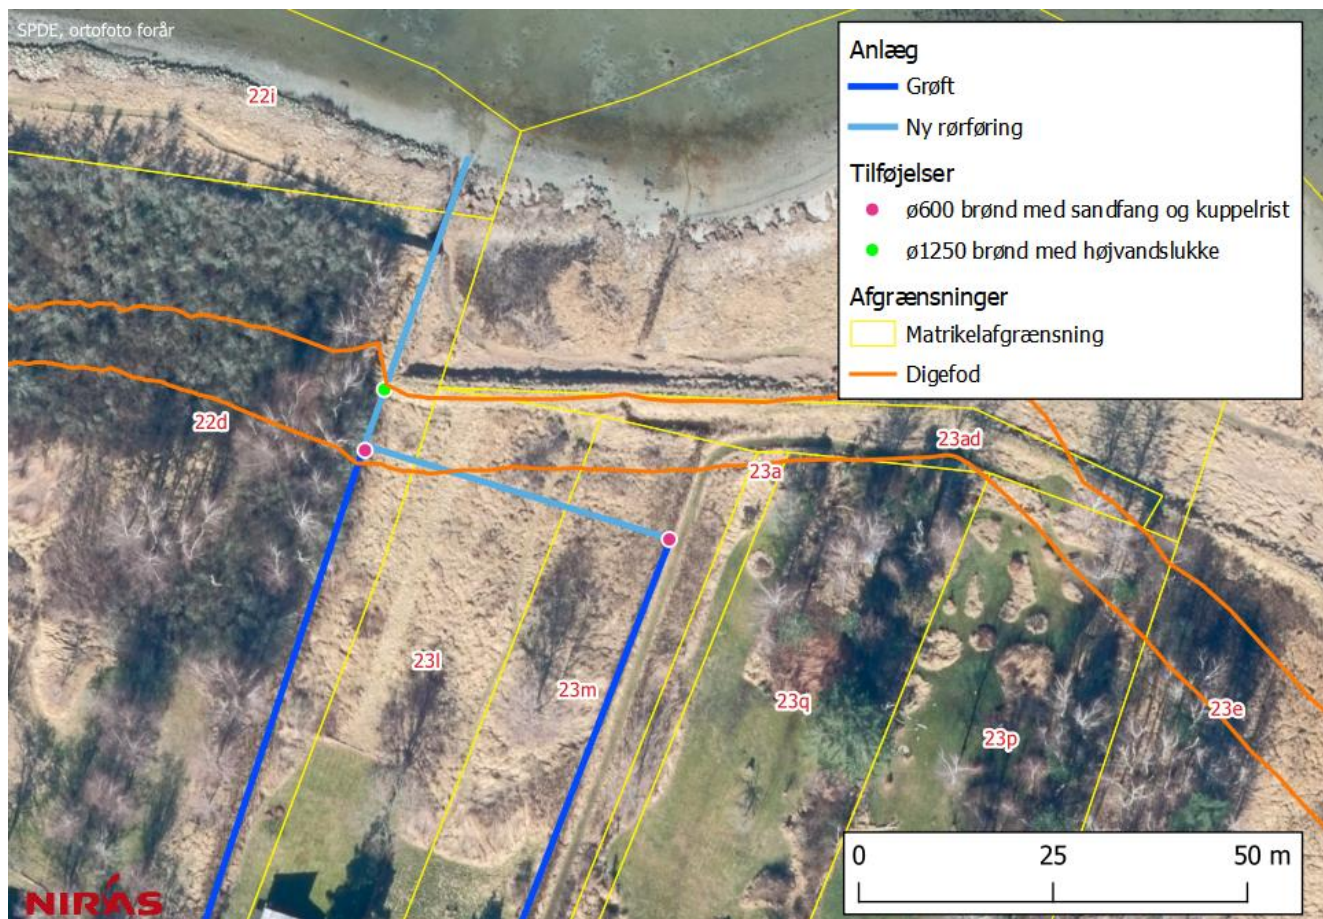 SPDE, ortofoto forår
Anlæg
Grøft
Ny rørføring
Tilføjelser
ø600 brønd med sandfang og kuppelrist
ø1250 brønd med højvandslukke
Afgrænsninger
Matrikelafgrænsning
Digefod
22i
22d
23ad
23a
23l
23m
23q
23p
23e
0 25 50 m
NIRAS